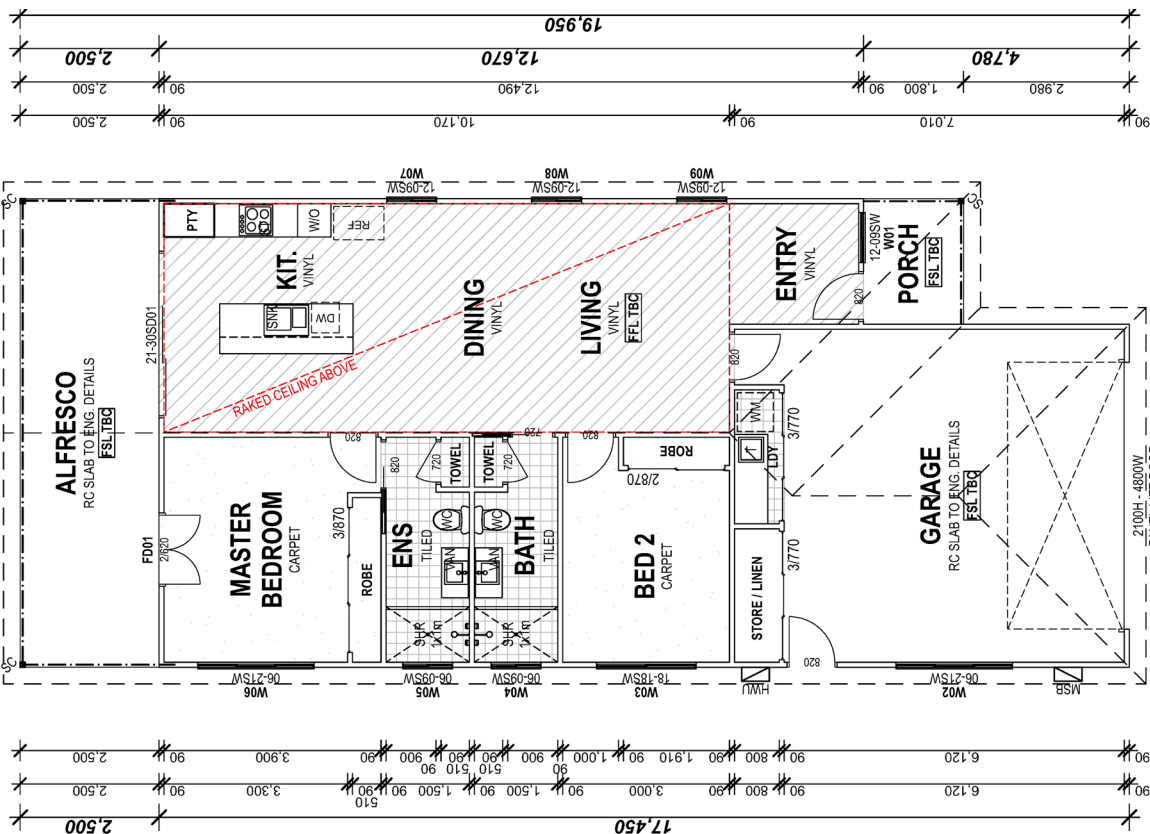 19,950
2,500
12,670
4,780
2,500
90
12,490
90
1,800
2,980
2,500
90
10,170
90
7,010
90
W07
12-09SW
W08
12-09SW
W09
12-09SW
SC
SC
PTY
W/O
REF
KIT.
VINYL
SNK
DW
DINING
VINYL
LIVING
VINYL
FFL TBC
ENTRY
VINYL
820
12-09SW
W01
PORCH
FSL TBC
21-30SD01
RAKED CEILING ABOVE
ALFRESCO
RC SLAB TO ENG. DETAILS
FSL TBC
820
WM
LDY
3/770
820
820
720
TOWEL
TOWEL
720
720
820
ROBE
2/870
FD01
2/620
MASTER
BEDROOM
CARPET
3/870
ROBE
ENS
TILED
WC
VAN
WC
VAN
BATH
TILED
BED 2
CARPET
STORE / LINEN
3/770
GARAGE
RC SLAB TO ENG. DETAILS
FSL TBC
2100H - 4800W
SHR
1x1m
SHR
1x1m
820
SC
06-21SW
W06
06-09SW
W05
06-09SW
W04
18-18SW
W03
HWU
06-21SW
W02
MSB
2,500
90
3,900
90
900
90
510
90
510
90
900
90
1,000
90
1,910
90
800
90
6,120
90
2,500
90
3,300
90
510
90
1,500
90
1,500
90
3,000
90
800
90
6,120
90
2,500
17,450